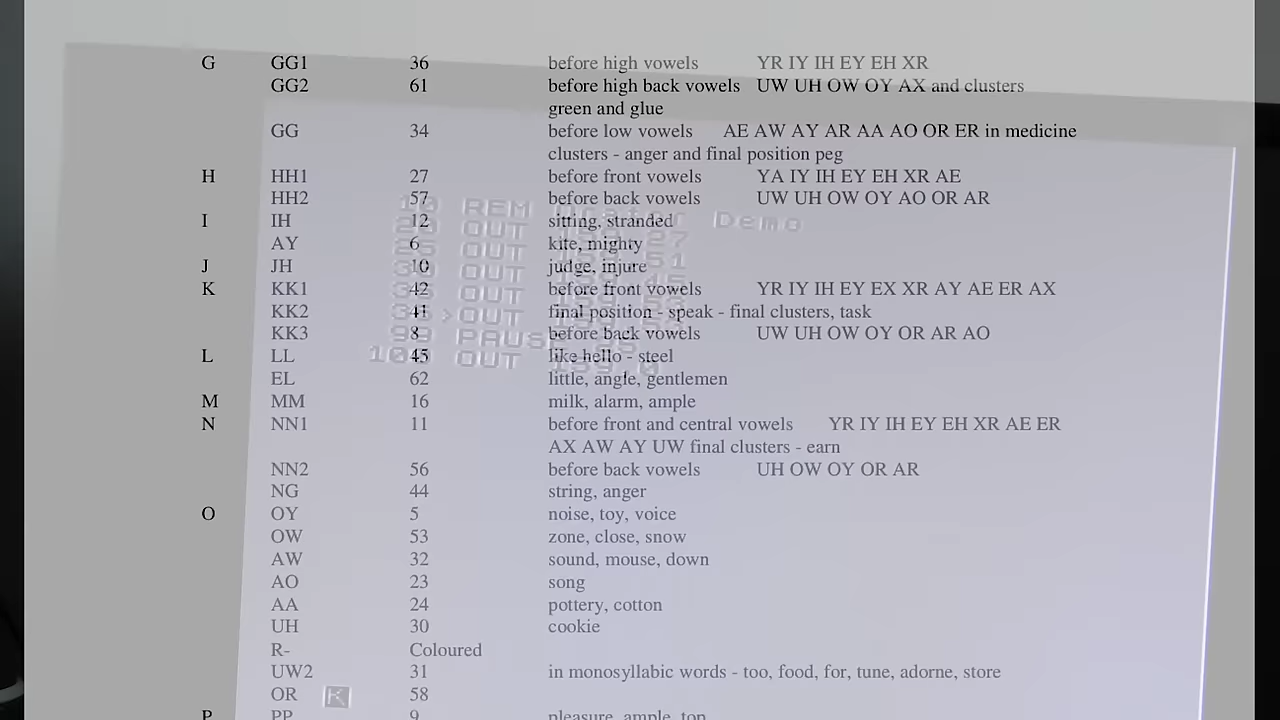 G GG1 36 before high vowels YR IY IH EY EH XR
GG2 61 before high back vowels UW UH OW OY AX and clusters
green and glue
GG 34 before low vowels AE AW AY AR AA AO OR ER in medicine
clusters - anger and final position peg
H HH1 27 before front vowels YA IY IH EY EH XR AE
HH2 57 before back vowels UW UH OW OY AO OR AR
10 REM Demo
I IH 12 sitting, stranded
20 OUT
AY 6 kite, mighty
OUT
J JH 10 judge, injure
OUT
K KK1 42 before front vowels YR IY IH EY EX XR AY AE ER AX
OUT
KK2 41 final position - speak - final clusters, task
>OUT
KK3 8 before back vowels UW UH OW OY OR AR AO
PAUSE
L LL 45 like hello - steel
OUT 159,0
EL 62 little, angle, gentlemen
M MM 16 milk, alarm, ample
N NN1 11 before front and central vowels YR IY IH EY EH XR AE ER
AX AW AY UW final clusters - earn
NN2 56 before back vowels UH OW OY OR AR
NG 44 string, anger
O OY 5 noise, toy, voice
OW 53 zone, close, snow
AW 32 sound, mouse, down
AO 23 song
AA 24 pottery, cotton
UH 30 cookie
R- Coloured
UW2 31 in monosyllabic words - too, food, for, tune, adorne, store
OR 58
K
P PP 9 pleasure, ample, top